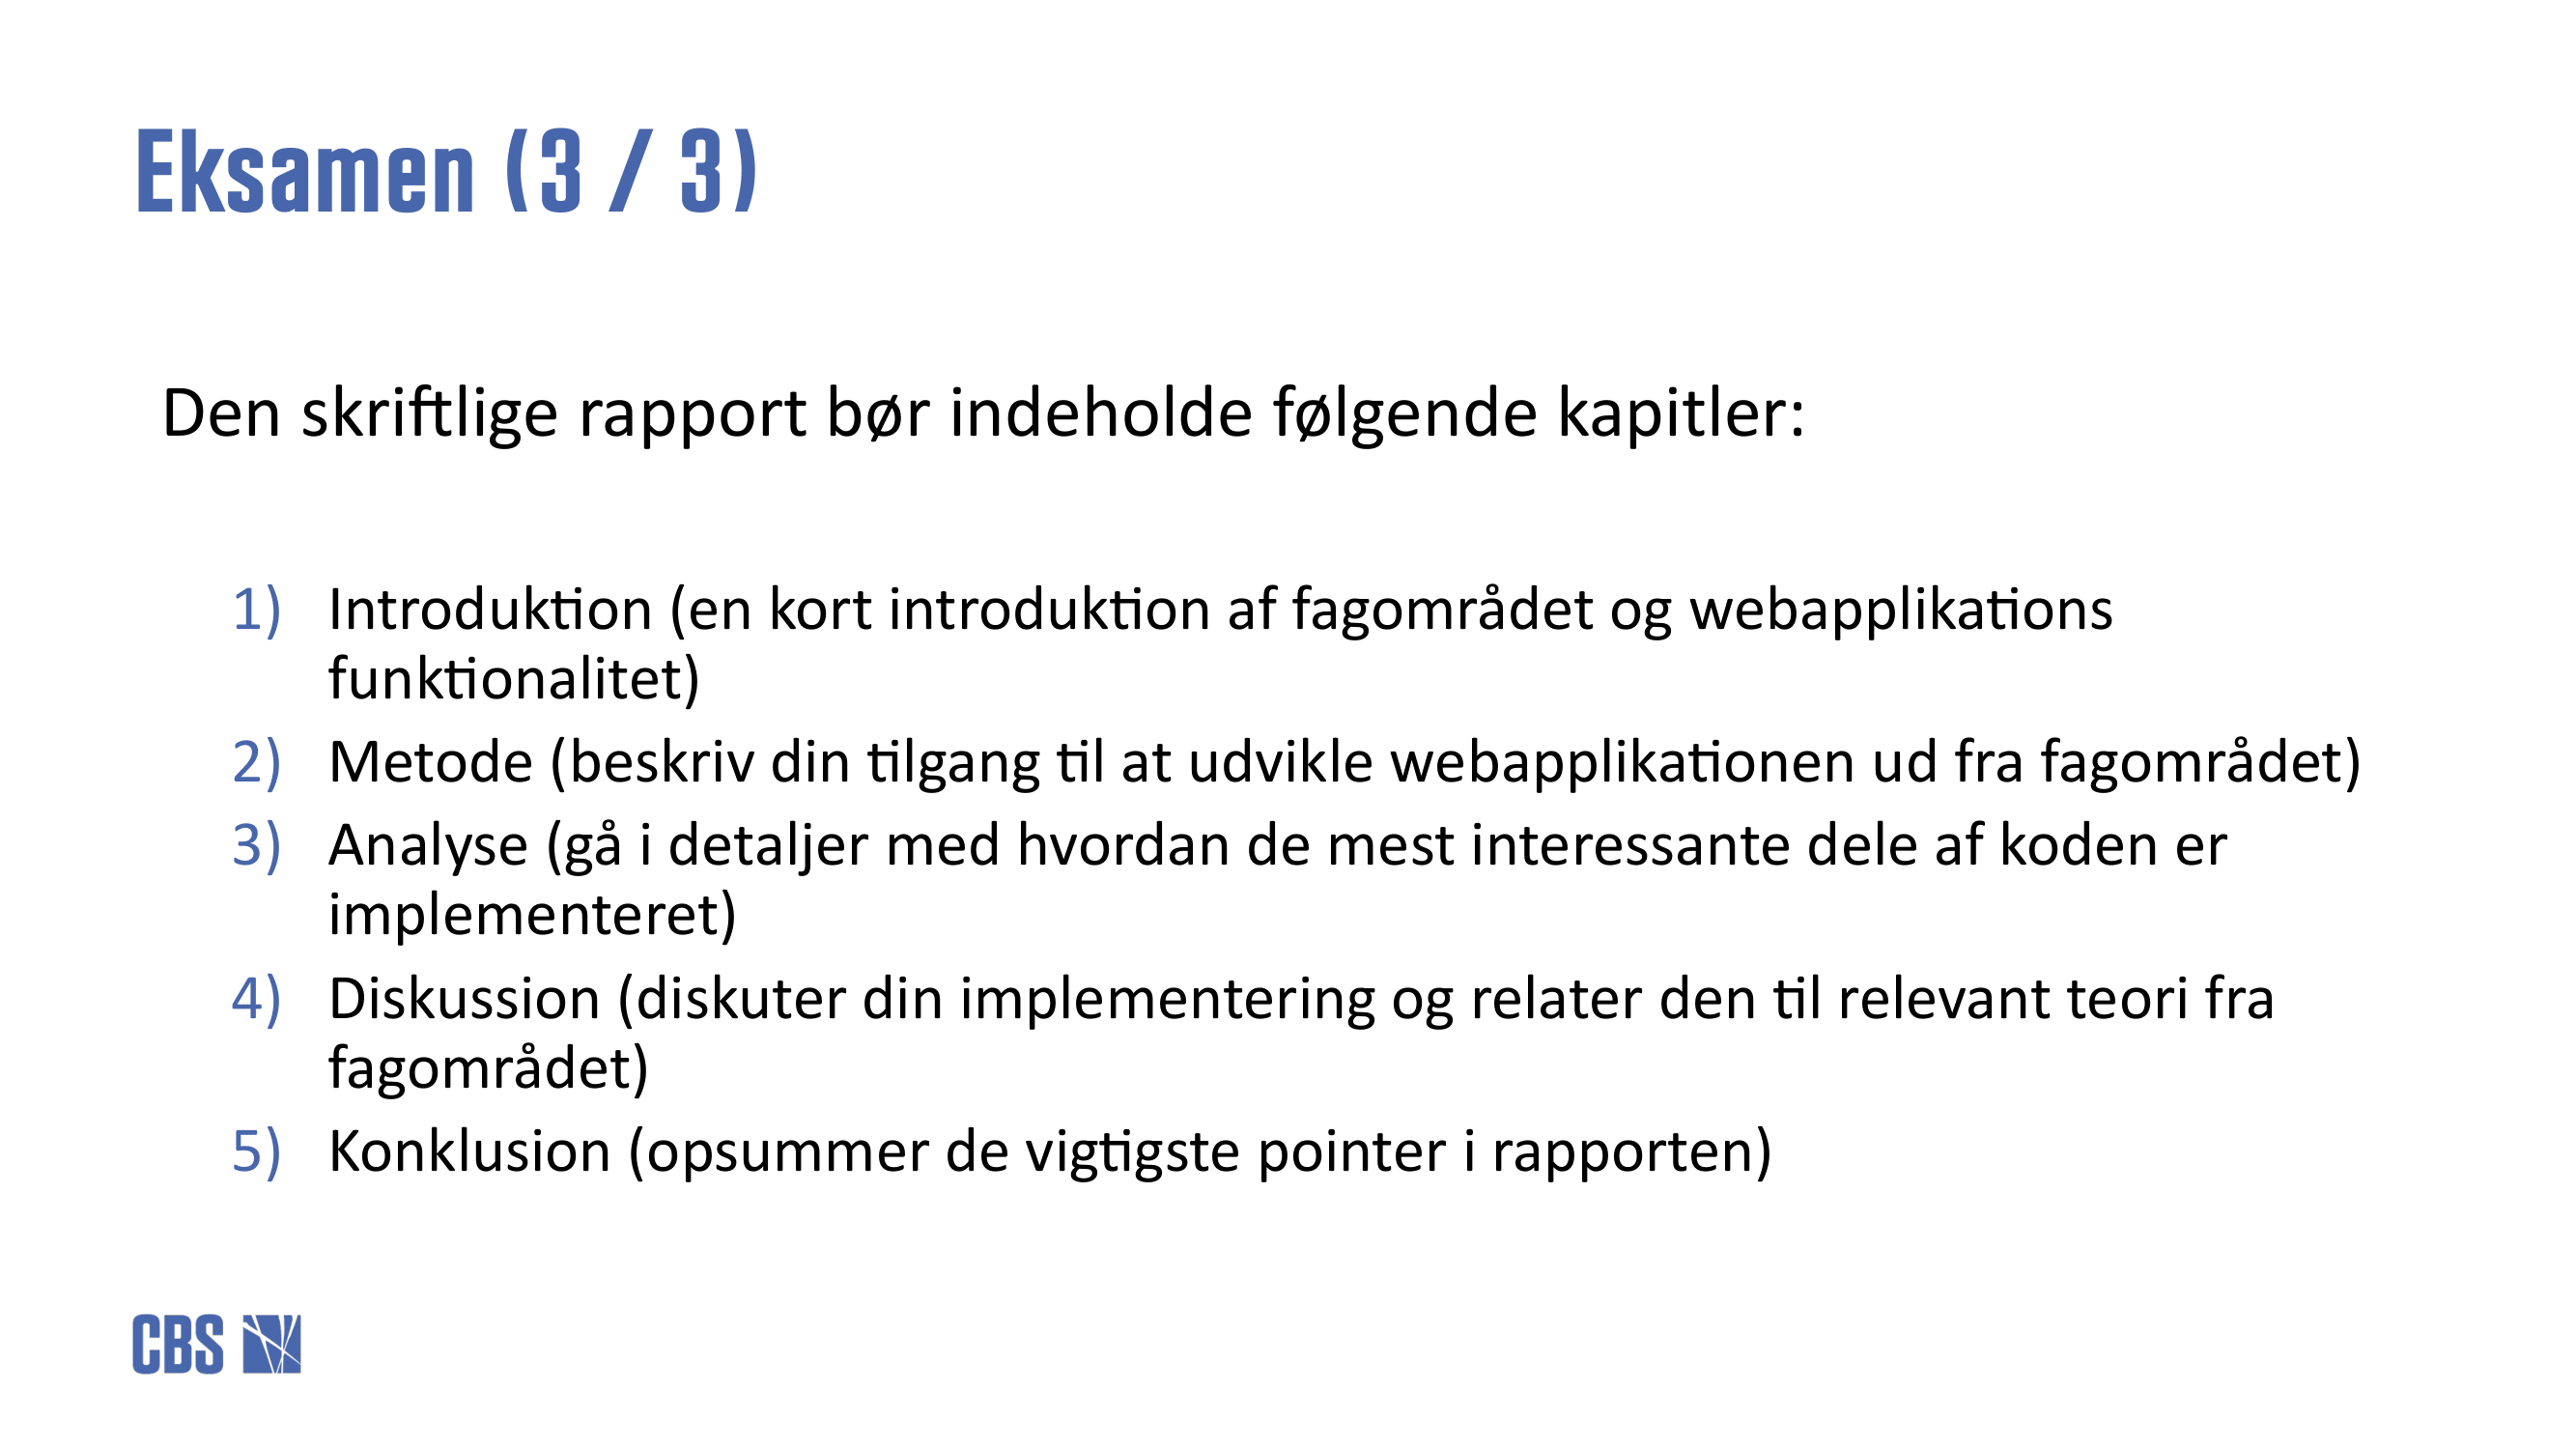 Eksamen (3 / 3)
Den skriftlige rapport bør indeholde følgende kapitler:
1) Introduktion (en kort introduktion af fagområdet og webapplikations
funktionalitet)
2) Metode (beskriv din tilgang til at udvikle webapplikationen ud fra fagområdet)
3) Analyse (gå i detaljer med hvordan de mest interessante dele af koden er
implementeret)
4) Diskussion (diskuter din implementering og relater den til relevant teori fra
fagområdet)
5) Konklusion (opsummer de vigtigste pointer i rapporten)
CBS